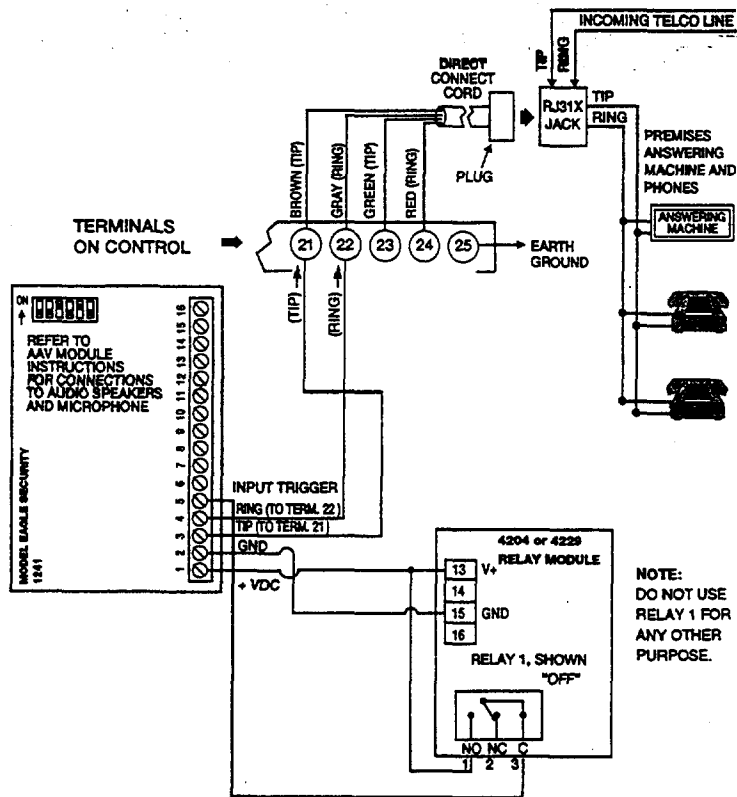 INCOMING TELCO LINE
TIP
RING
DIRECT
CONNECT
CORD
RJ31X
JACK
TIP
RING
PLUG
PREMISES
ANSWERING
MACHINE AND
PHONES
ANSWERING
MACHINE
BROWN (TIP)
GRAY (RING)
GREEN (TIP)
RED (RING)
TERMINALS
ON CONTROL
21
22
23
24
25
EARTH
GROUND
(TIP)
(RING)
ON
REFER TO
AAV MODULE
INSTRUCTIONS
FOR CONNECTIONS
TO AUDIO SPEAKERS
AND MICROPHONE
MODEL EAGLE SECURITY
1241
16
15
14
13
12
11
10
9
8
7
6
5
4
3
2
1
INPUT TRIGGER
RING (TO TERM. 22)
TIP (TO TERM. 21)
GND
+ VDC
4204 or 4229
RELAY MODULE
13 V+
14
15 GND
16
RELAY 1, SHOWN
"OFF"
NO NC C
1 2 3
NOTE:
DO NOT USE
RELAY 1 FOR
ANY OTHER
PURPOSE.